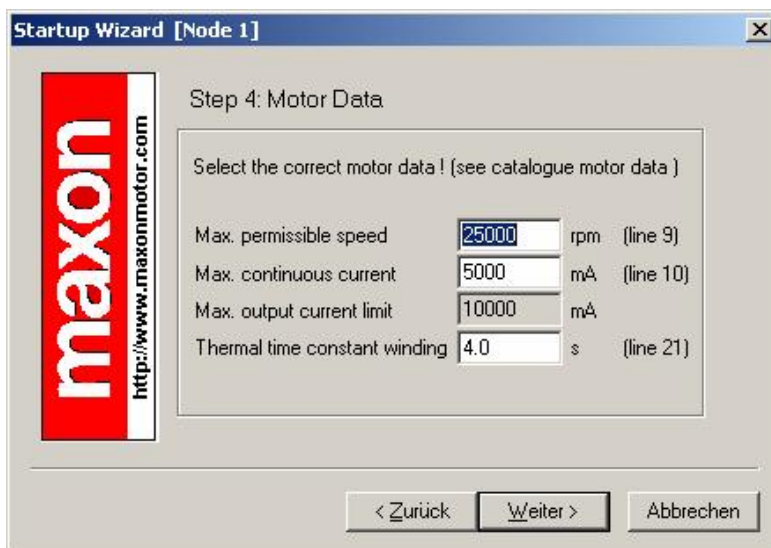 Startup Wizard [Node 1]
maxon
http://www.maxonmotor.com
Step 4: Motor Data
Select the correct motor data ! (see catalogue motor data )
Max. permissible speed 25000 rpm (line 9)
Max. continuous current 5000 mA (line 10)
Max. output current limit 10000 mA
Thermal time constant winding 4.0 s (line 21)
< Zurück Weiter > Abbrechen